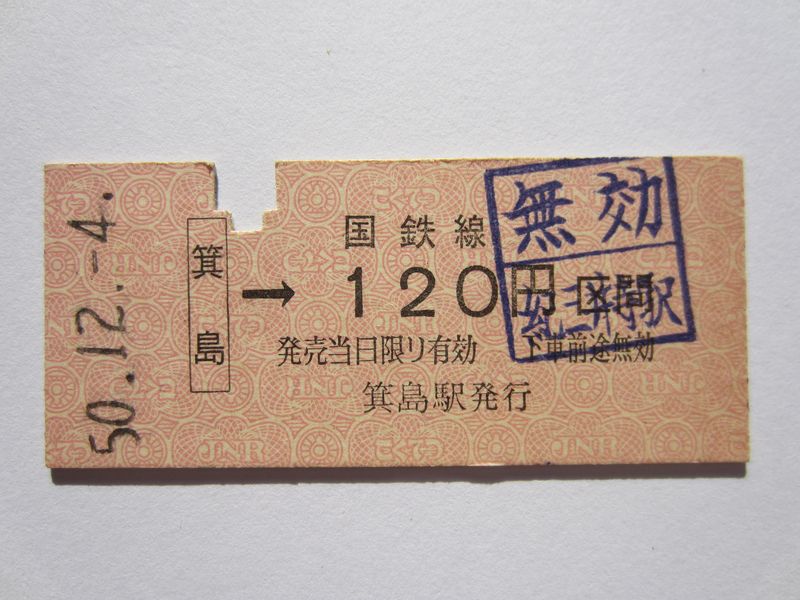 50.12.-4.
箕島
国鉄線
→120円区間
発売当日限り有効 下車前途無効
箕島駅発行
無効
JNR